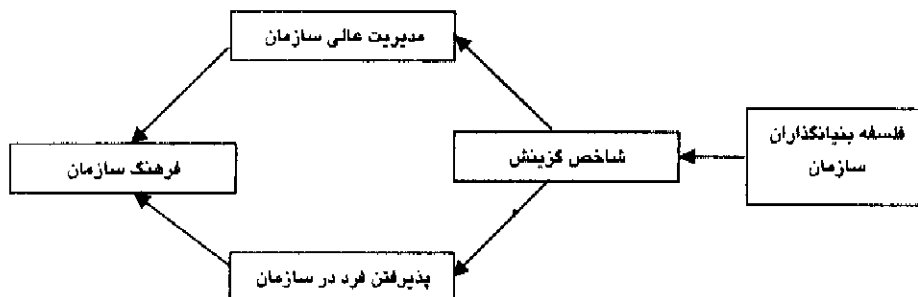 مدیریت عالی سازمان
فلسفه بنیانگذاران
سازمان
شاخص گزینش
فرهنگ سازمان
پذیرفتن فرد در سازمان